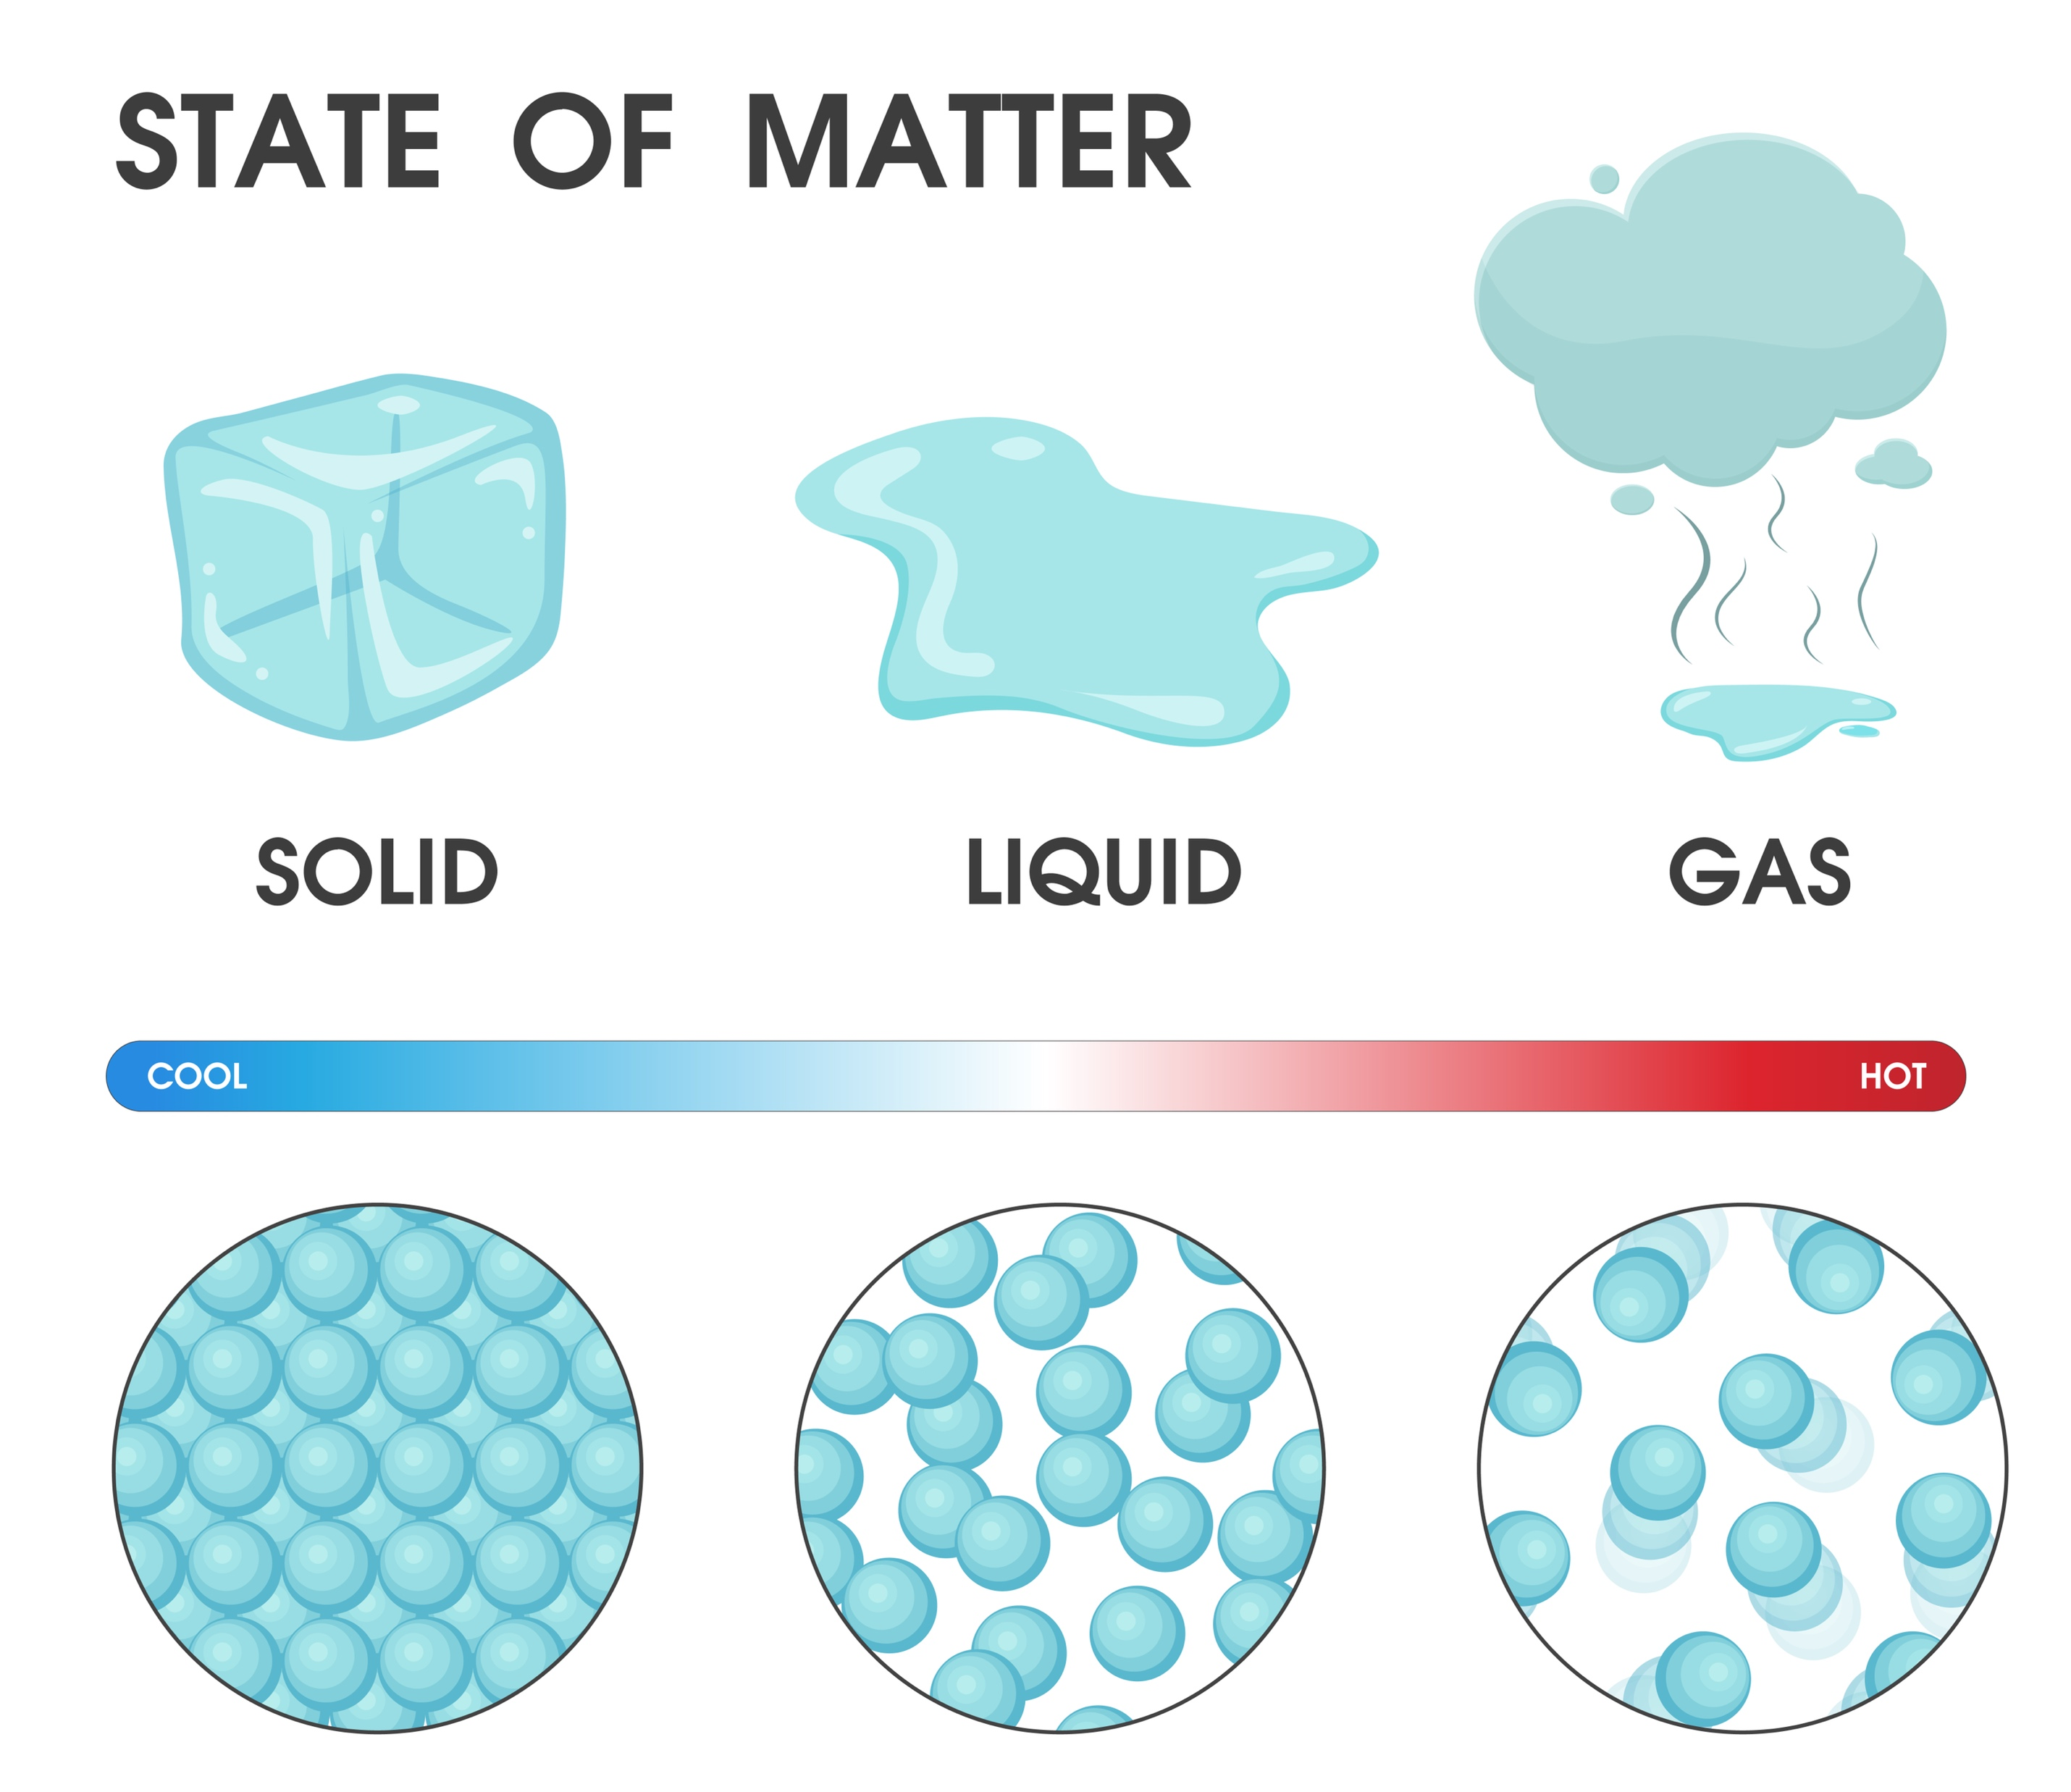 STATE OF MATTER
SOLID
LIQUID
GAS
COOL
HOT